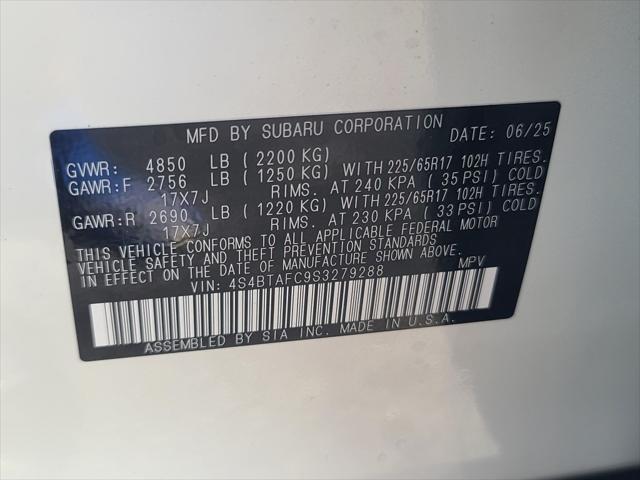 MFD BY SUBARU CORPORATION DATE: 06/25
GVWR: 4850 LB (2200 KG)
GAWR:F 2756 LB (1250 KG) WITH 225/65R17 102H TIRES.
17X7J RIMS. AT 240 KPA (35 PSI) COLD
GAWR:R 2690 LB (1220 KG) WITH 225/65R17 102H TIRES.
17X7J RIMS. AT 230 KPA (33 PSI) COLD
THIS VEHICLE CONFORMS TO ALL APPLICABLE FEDERAL MOTOR
VEHICLE SAFETY AND THEFT PREVENTION STANDARDS
IN EFFECT ON THE DATE OF MANUFACTURE SHOWN ABOVE.
VIN: 4S4BTAFC9S3279288 MPV
ASSEMBLED BY SIA INC. MADE IN U.S.A.